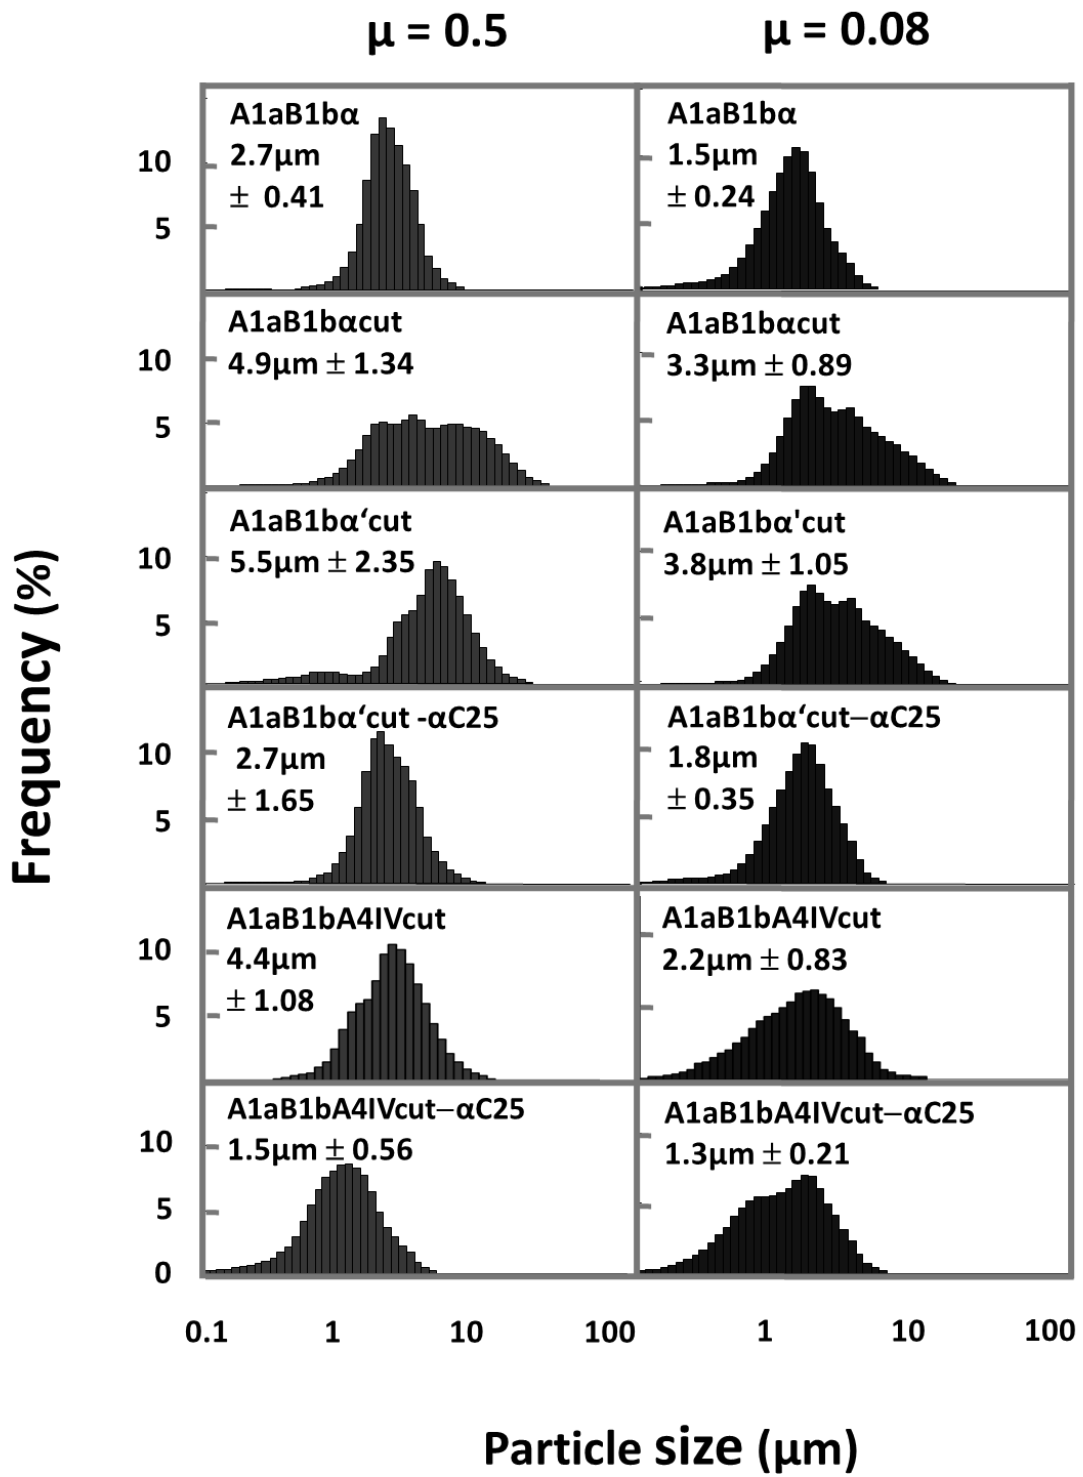 μ = 0.5
μ = 0.08
A1aB1bα
2.7μm
± 0.41
10
5
A1aB1bα
1.5μm
± 0.24
A1aB1bαcut
4.9μm ± 1.34
10
5
A1aB1bαcut
3.3μm ± 0.89
A1aB1bα‘cut
5.5μm ± 2.35
10
5
A1aB1bα'cut
3.8μm ± 1.05
A1aB1bα‘cut -αC25
2.7μm
± 1.65
10
5
A1aB1bα‘cut–αC25
1.8μm
± 0.35
A1aB1bA4IVcut
4.4μm
± 1.08
10
5
A1aB1bA4IVcut
2.2μm ± 0.83
A1aB1bA4IVcut–αC25
1.5μm ± 0.56
10
5
0
A1aB1bA4IVcut–αC25
1.3μm ± 0.21
Frequency (%)
0.1 1 10 100
1 10 100
Particle size (μm)